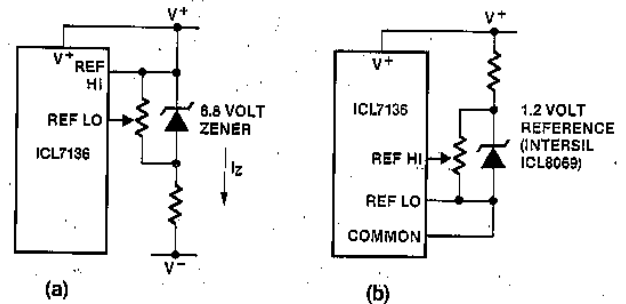 V+
V+
REF
HI
REF LO
ICL7136
6.8 VOLT
ZENER
IZ
V−
(a)
V+
V+
ICL7136
1.2 VOLT
REFERENCE
(INTERSIL
ICL8069)
REF HI
REF LO
COMMON
(b)